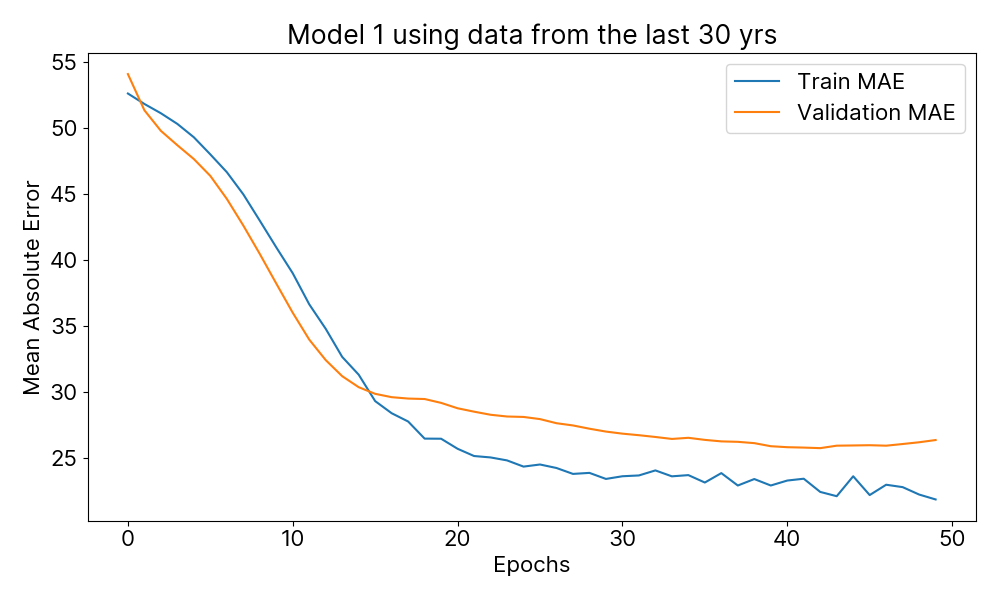 Model 1 using data from the last 30 yrs
Train MAE
Validation MAE
Mean Absolute Error
55
50
45
40
35
30
25
0 10 20 30 40 50
Epochs